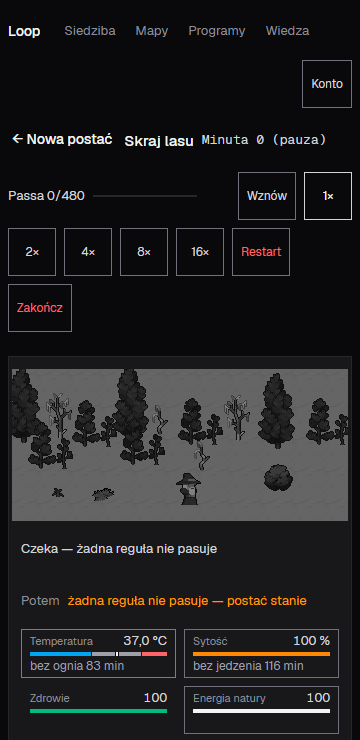 Loop Siedziba Mapy Programy Wiedza
Konto
← Nowa postać Skraj lasu Minuta 0 (pauza)
Passa 0/480 Wznów 1×
2× 4× 8× 16× Restart
Zakończ
Czeka — żadna reguła nie pasuje
Potem żadna reguła nie pasuje — postać stanie
Temperatura 37,0 °C Sytość 100 %
bez ognia 83 min bez jedzenia 116 min
Zdrowie 100 Energia natury 100